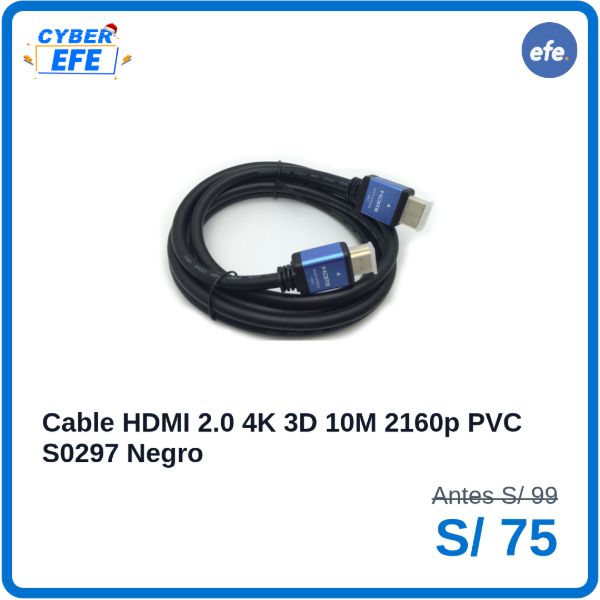 CYBER
EFE
efe.
Cable HDMI 2.0 4K 3D 10M 2160p PVC
S0297 Negro
Antes S/ 99
S/ 75